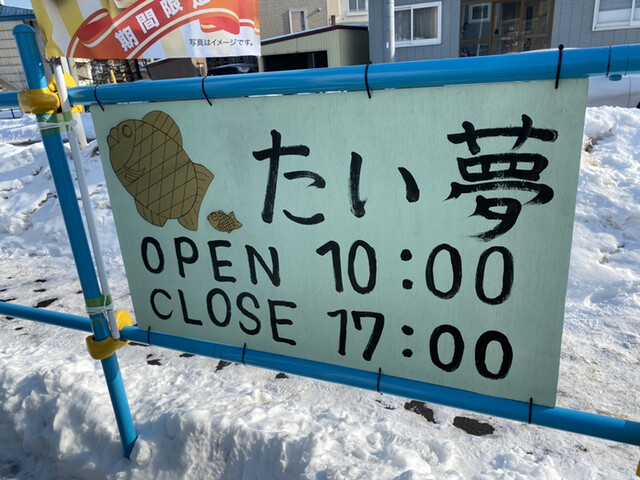 期間限定
写真はイメージです。
たい夢
OPEN 10:00
CLOSE 17:00